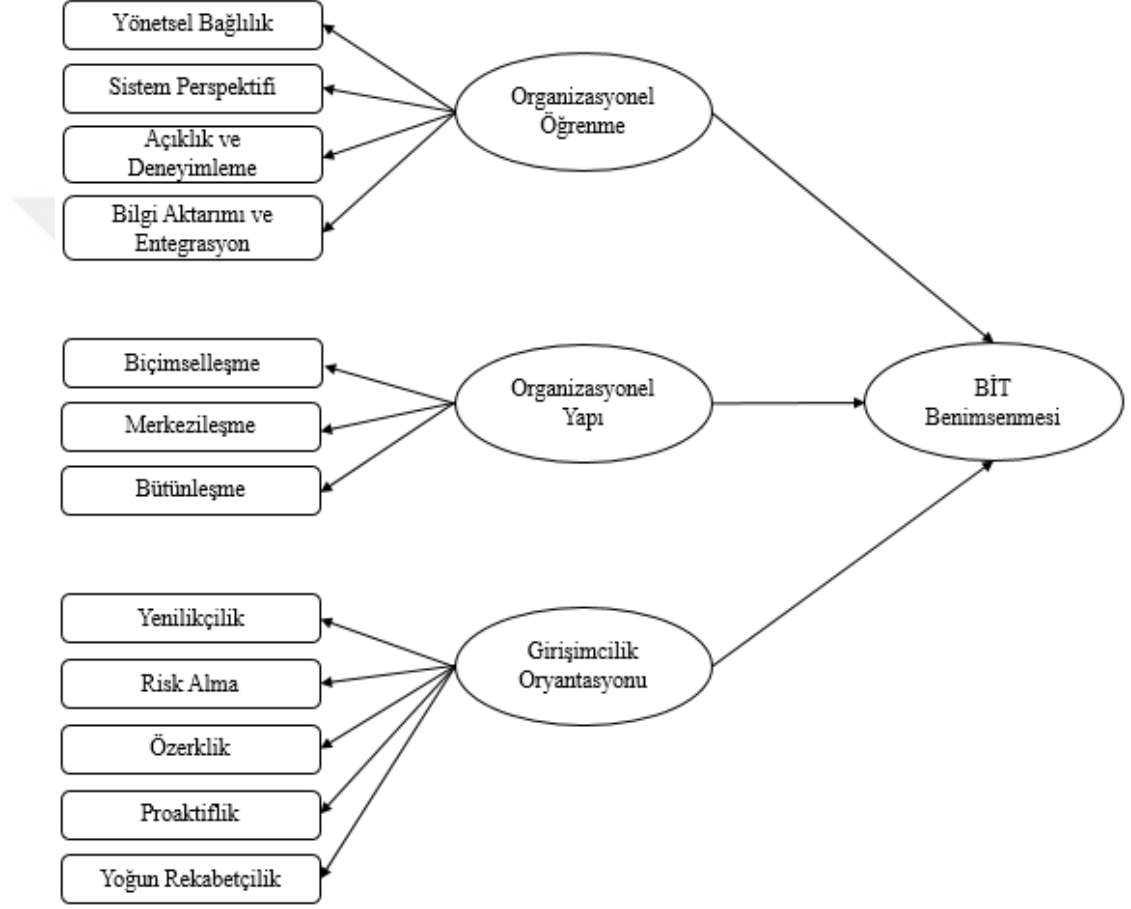 Yönetsel Bağlılık
Sistem Perspektifi
Açıklık ve
Deneyimleme
Bilgi Aktarımı ve
Entegrasyon
Organizasyonel
Öğrenme
Biçimselleşme
Merkezileşme
Bütünleşme
Organizasyonel
Yapı
BİT
Benimsenmesi
Yenilikçilik
Risk Alma
Özerklik
Proaktiflik
Yoğun Rekabetçilik
Girişimcilik
Oryantasyonu